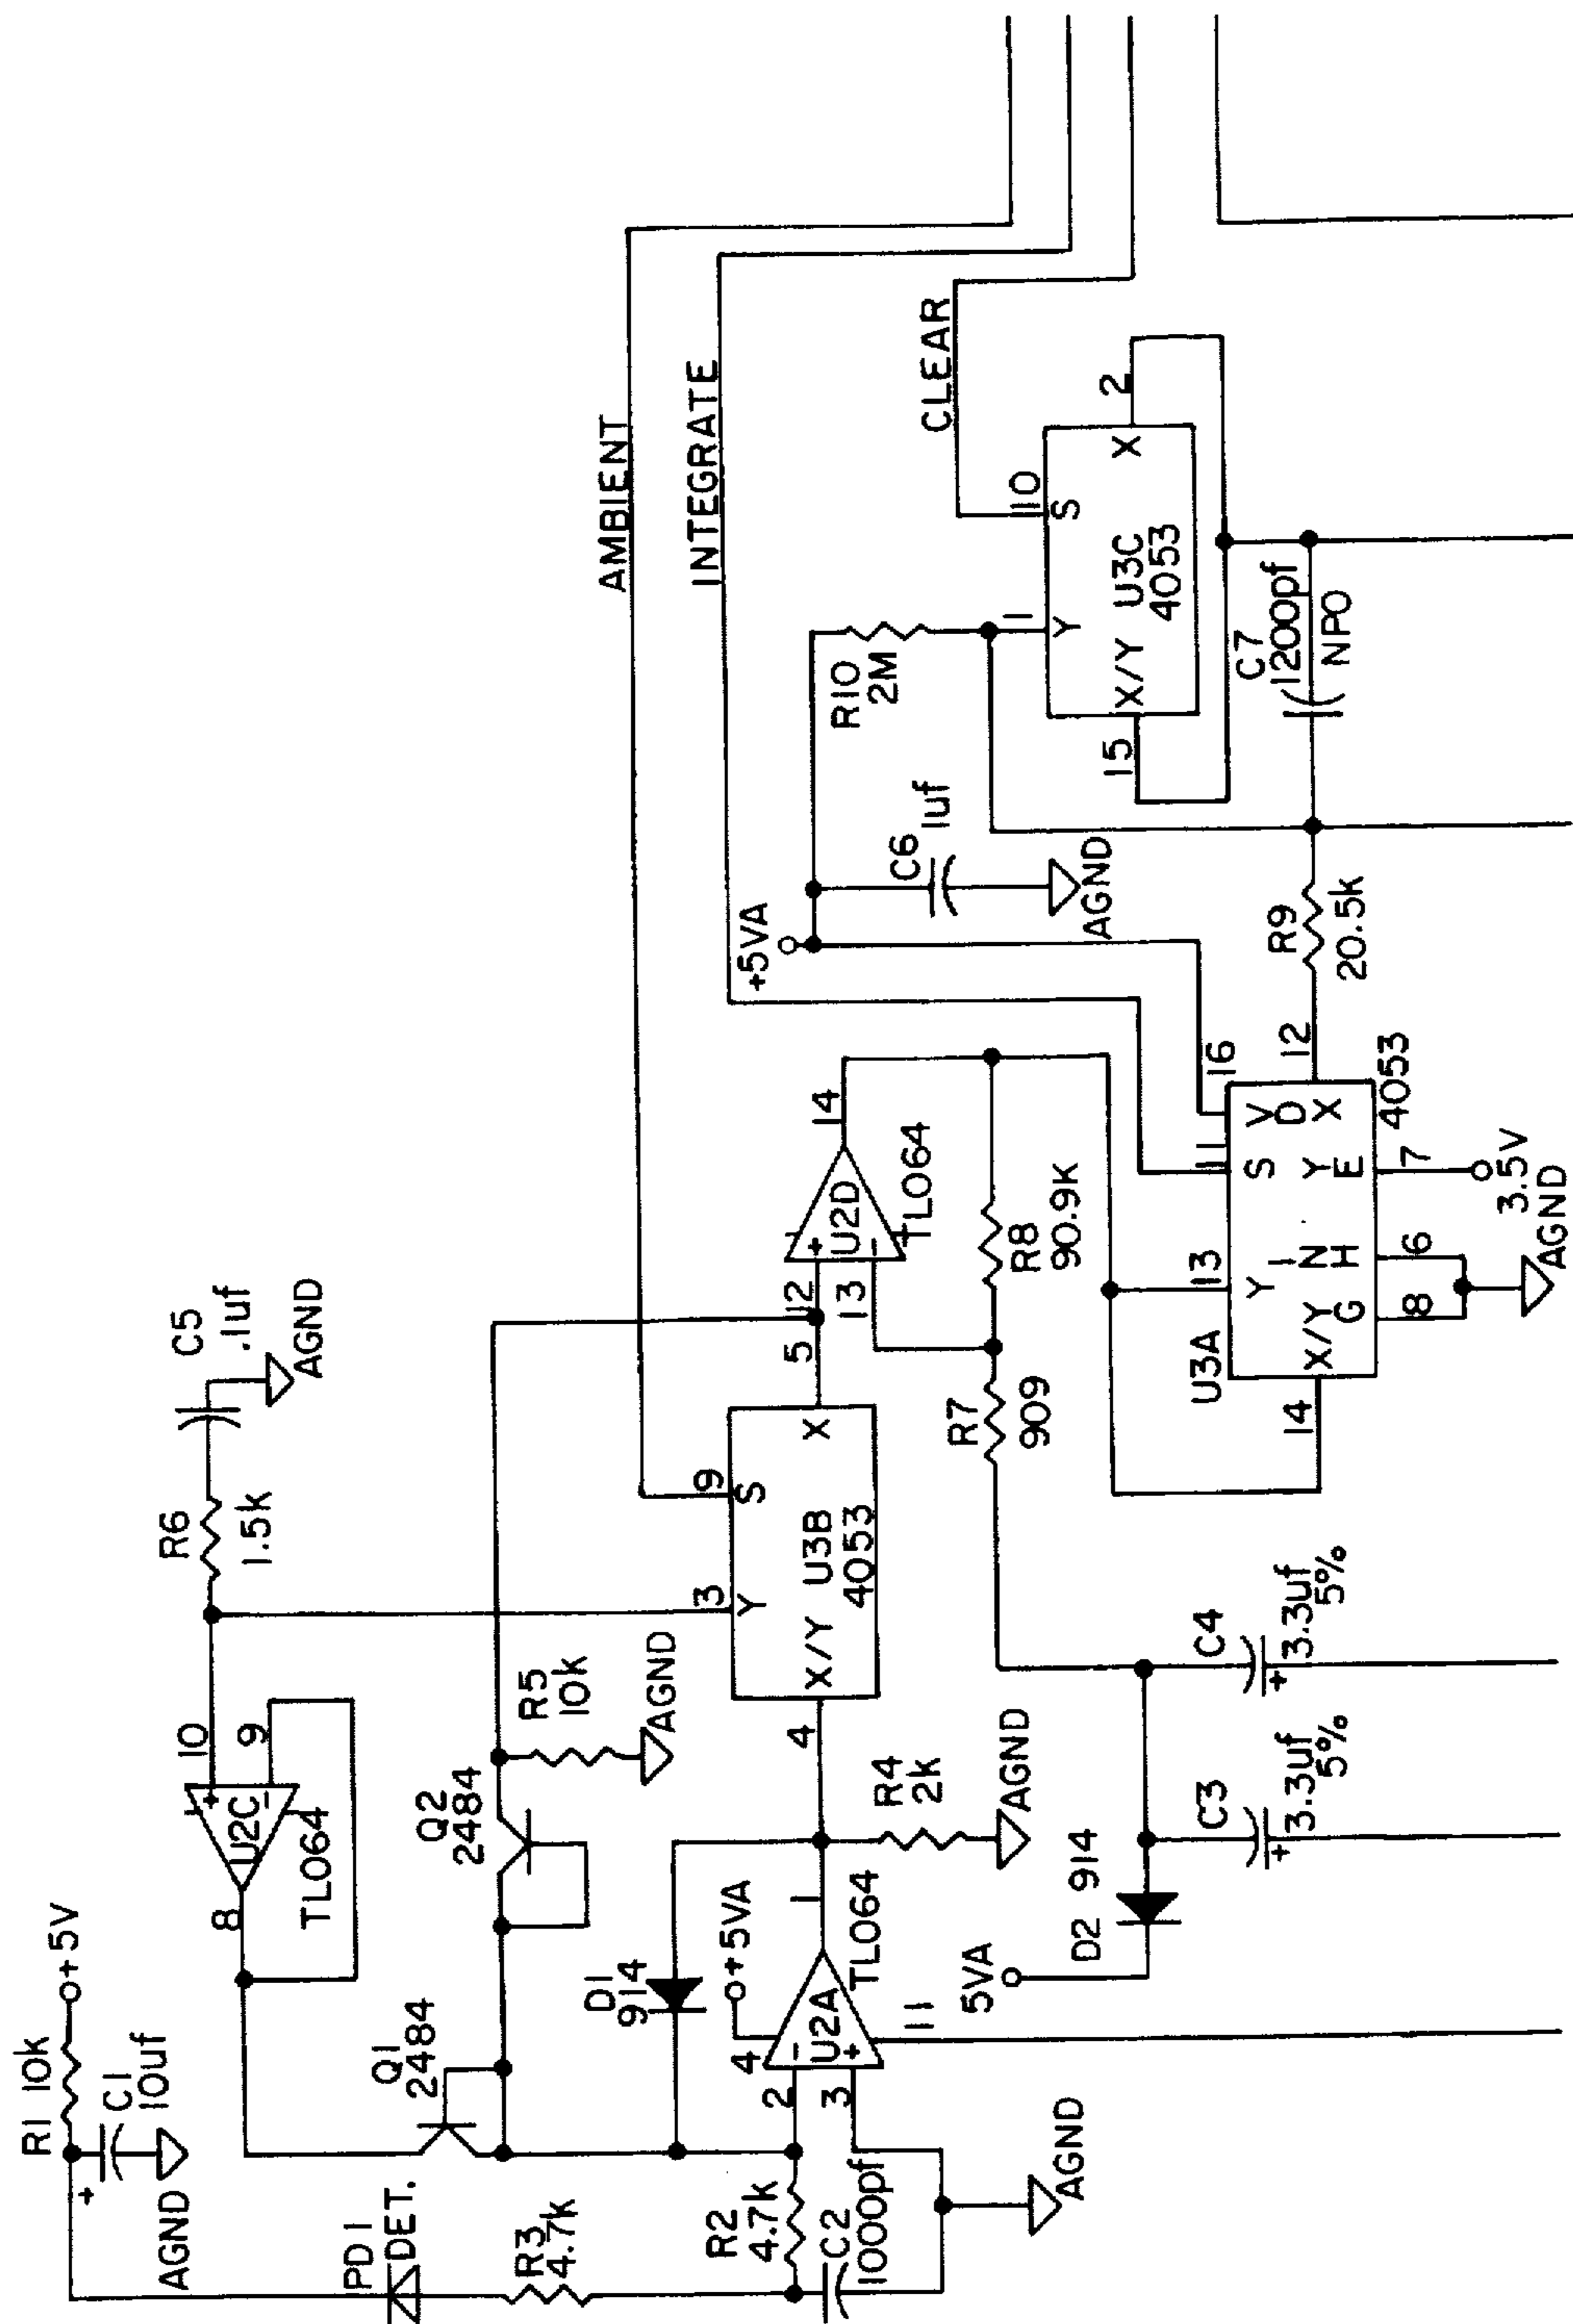 R1 10k
+5V
+
C1
10uf
AGND
PD1
DET.
R3
4.7k
R2
4.7k
C2
1000pf
AGND
8
10
9
+
-
U2C
TL064
R6
1.5k
C5
.1uf
AGND
Q1
2484
Q2
2484
R5
10k
AGND
D1
914
+5VA
4
2
3
-
+
U2A
1
TL064
11
R4
2k
AGND
4
3
9
5
Y
S
X/Y
U3B
X
4053
12
13
+
-
U2D
14
TL064
AMBIENT
INTEGRATE
CLEAR
+5VA
C6
1uf
AGND
R10
2M
1
10
Y
S
X/Y
U3C
X
4053
15
2
5VA
D2
914
C3
+
3.3uf
5%
C4
+
3.3uf
5%
R7
909
R8
90.9K
U3A
14
13
11
16
12
Y
S
V
D
X/Y
I
N
H
Y
X
G
E
8
6
7
4053
AGND
3.5V
R9
20.5k
C7
1200pf
NPO